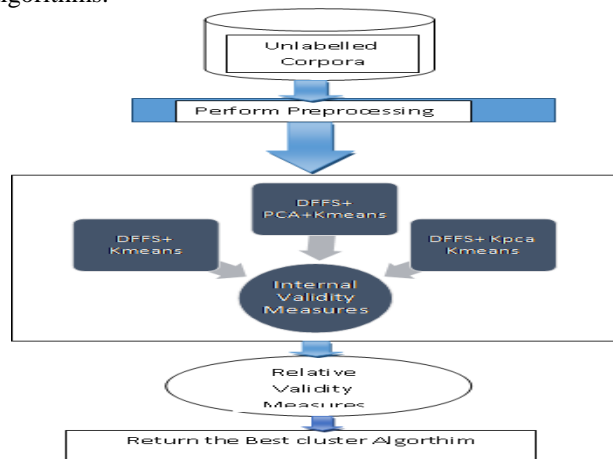 Unlabelled
Corpora
Perform Preprocessing
DFFS+
PCA+Kmeans
DFFS+
Kmeans
DFFS+ Kpca
Kmeans
Internal
Validity
Measures
Relative
Validity
Measures
Return the Best cluster Algorthim